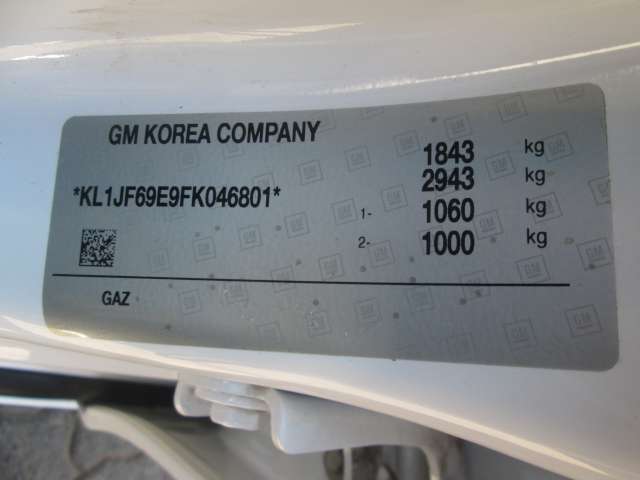 GM KOREA COMPANY
1843 kg
*KL1JF69E9FK046801* 2943 kg
1- 1060 kg
2- 1000 kg
GAZ